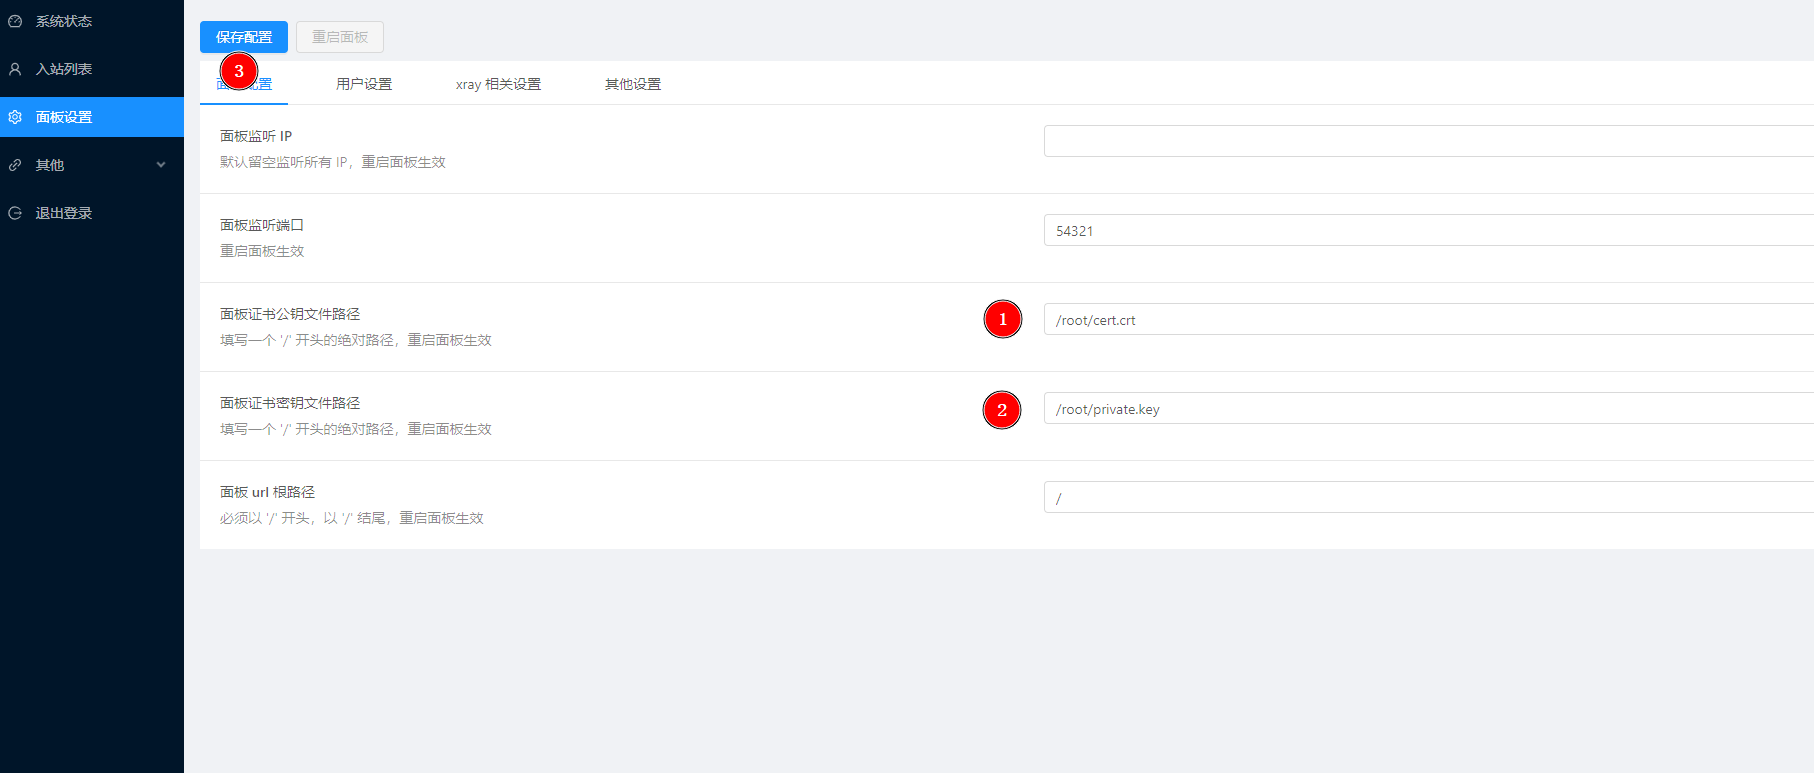 系统状态
入站列表
面板设置
其他
退出登录
保存配置
重启面板
3
置
用户设置
xray 相关设置
其他设置
面板监听 IP
默认留空监听所有 IP，重启面板生效
面板监听端口
重启面板生效
54321
面板证书公钥文件路径
填写一个 '/' 开头的绝对路径，重启面板生效
1
/root/cert.crt
面板证书密钥文件路径
填写一个 '/' 开头的绝对路径，重启面板生效
2
/root/private.key
面板 url 根路径
必须以 '/' 开头，以 '/' 结尾，重启面板生效
/